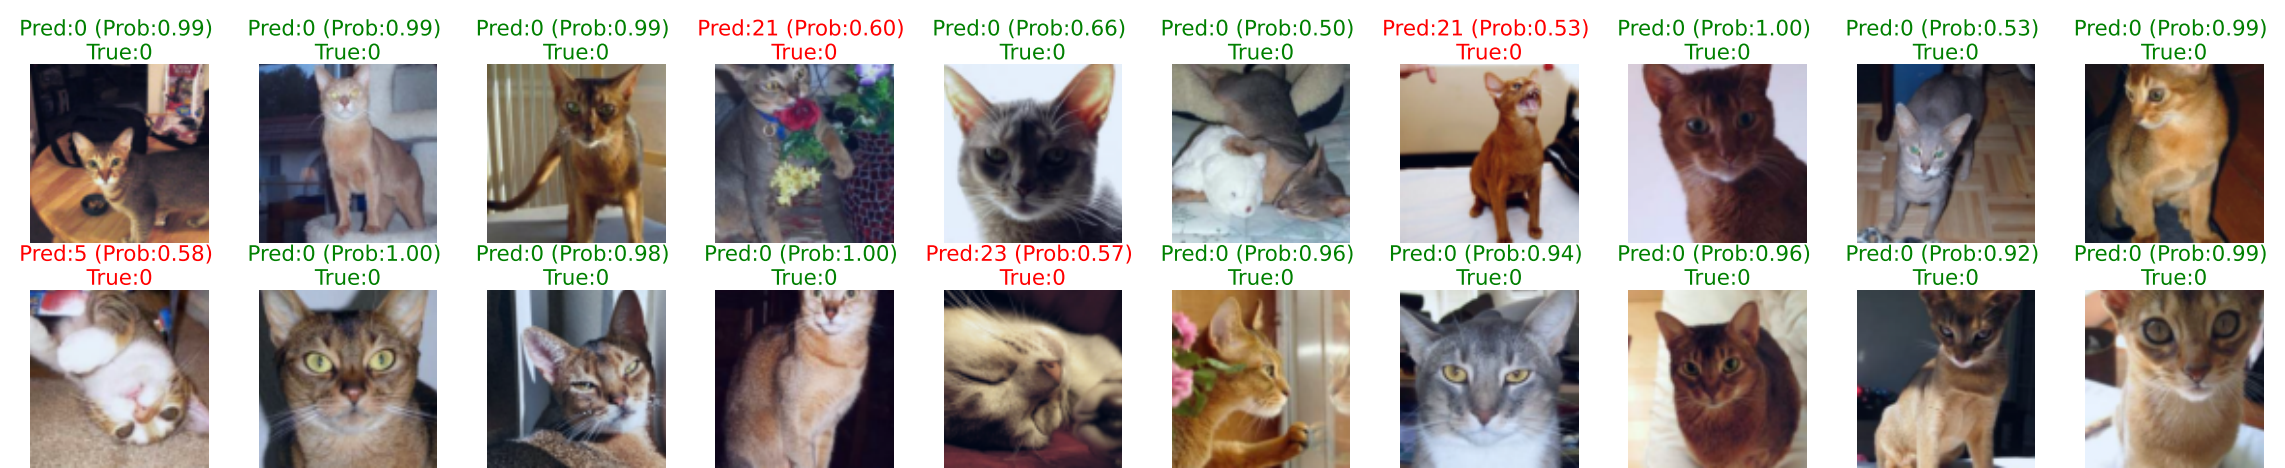 Pred:0 (Prob:0.99)
True:0
Pred:0 (Prob:0.99)
True:0
Pred:0 (Prob:0.99)
True:0
Pred:21 (Prob:0.60)
True:0
Pred:0 (Prob:0.66)
True:0
Pred:0 (Prob:0.50)
True:0
Pred:21 (Prob:0.53)
True:0
Pred:0 (Prob:1.00)
True:0
Pred:0 (Prob:0.53)
True:0
Pred:0 (Prob:0.99)
True:0
Pred:5 (Prob:0.58)
True:0
Pred:0 (Prob:1.00)
True:0
Pred:0 (Prob:0.98)
True:0
Pred:0 (Prob:1.00)
True:0
Pred:23 (Prob:0.57)
True:0
Pred:0 (Prob:0.96)
True:0
Pred:0 (Prob:0.94)
True:0
Pred:0 (Prob:0.96)
True:0
Pred:0 (Prob:0.92)
True:0
Pred:0 (Prob:0.99)
True:0